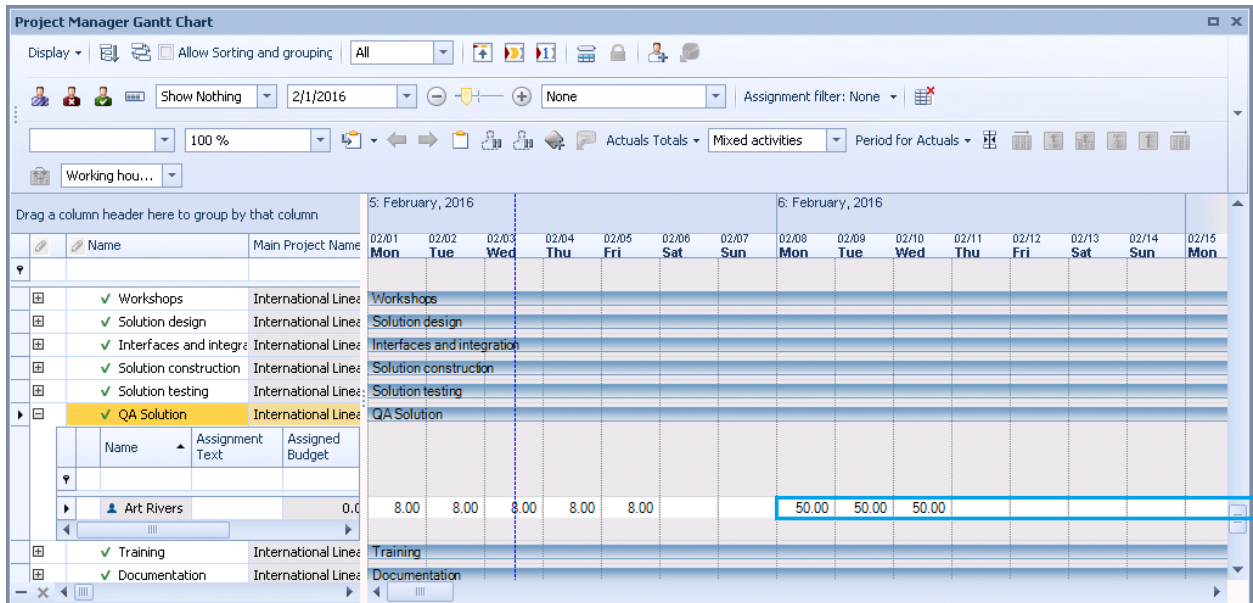 Project Manager Gantt Chart
Display Allow Sorting and grouping All
Show Nothing 2/1/2016 None Assignment filter: None
100 % Actuals Totals Mixed activities Period for Actuals
Working hou...
Drag a column header here to group by that column 5: February, 2016 6: February, 2016
02/01 02/02 02/03 02/04 02/05 02/06 02/07 02/08 02/09 02/10 02/11 02/12 02/13 02/14 02/15
Name Main Project Name Mon Tue Wed Thu Fri Sat Sun Mon Tue Wed Thu Fri Sat Sun Mon
Workshops International Linea Workshops
Solution design International Linea Solution design
Interfaces and integra International Linea Interfaces and integration
Solution construction International Linea Solution construction
Solution testing International Linea Solution testing
QA Solution International Linea QA Solution
Name Assignment Text Assigned Budget
Art Rivers 0.0 8.00 8.00 8.00 8.00 8.00 50.00 50.00 50.00
Training International Linea Training
Documentation International Linea Documentation